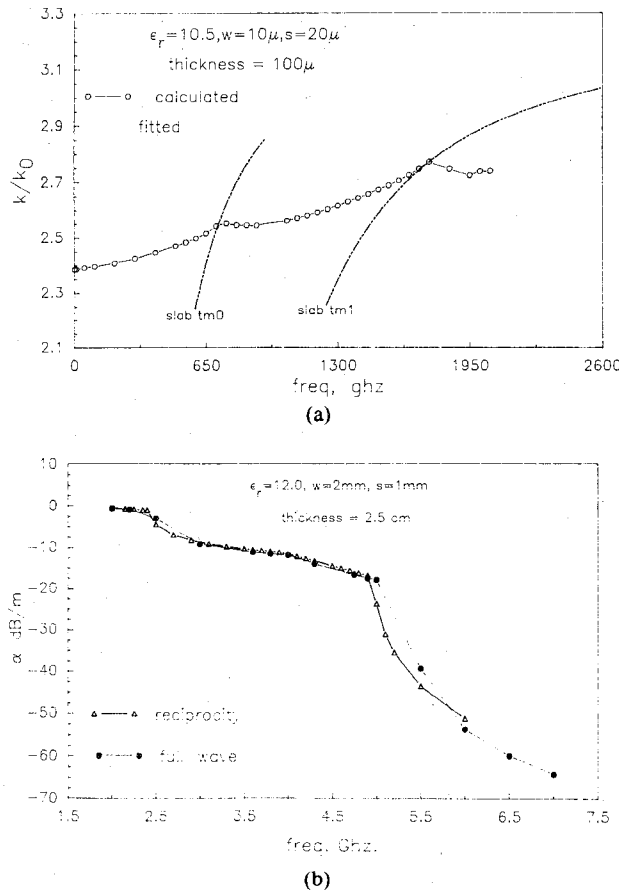 3.3
3.1
2.9
2.7
2.5
2.3
2.1
k/k₀
ϵᵣ=10.5,w=10μ,s=20μ
thickness = 100μ
calculated
fitted
slab tm0
slab tm1
0
650
1300
1950
2600
freq, ghz
(a)
10
0
−10
−20
−30
−40
−50
−60
−70
α dB/m
ϵᵣ=12.0, w=2mm, s=1mm
thickness = 2.5 cm
reciprocity
full wave
1.5
2.5
3.5
4.5
5.5
6.5
7.5
freq. Ghz.
(b)